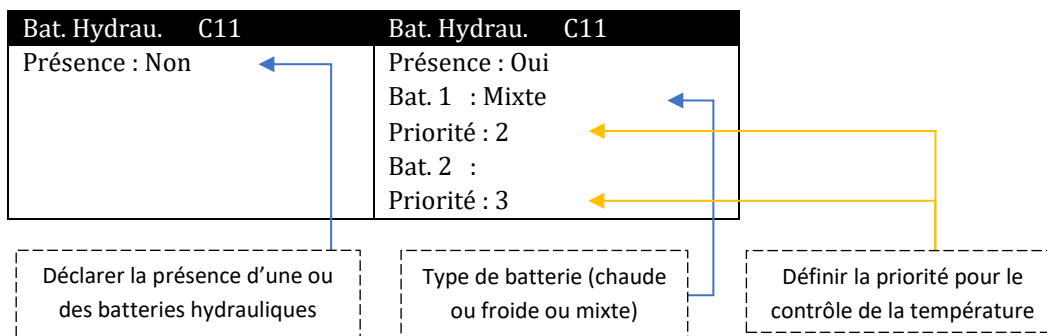 Bat. Hydrau. C11
Présence : Non
Bat. Hydrau. C11
Présence : Oui
Bat. 1 : Mixte
Priorité : 2
Bat. 2 :
Priorité : 3
Déclarer la présence d’une ou
des batteries hydrauliques
Type de batterie (chaude
ou froide ou mixte)
Définir la priorité pour le
contrôle de la température